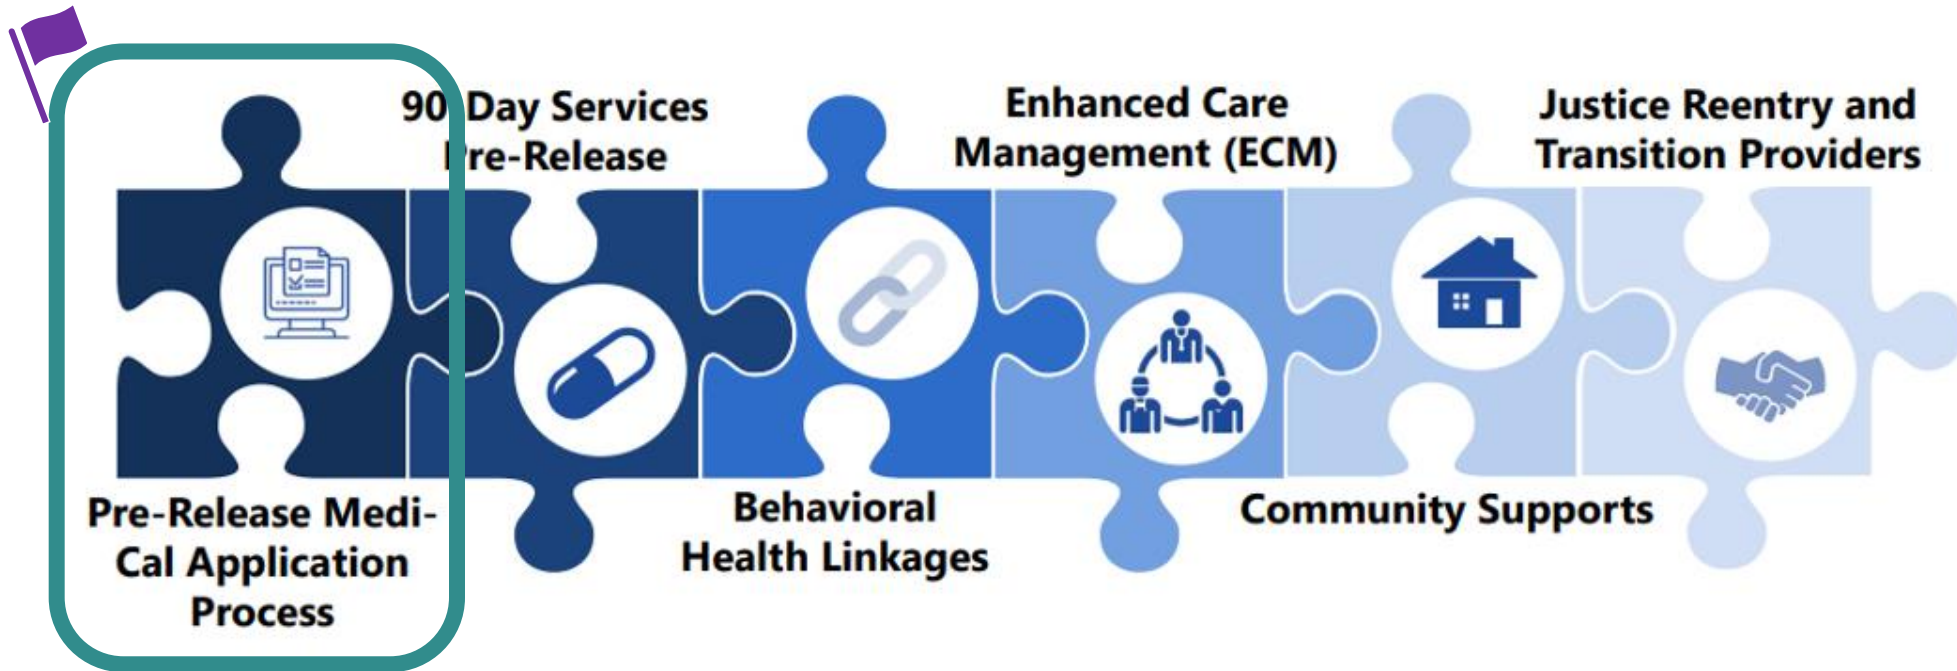 90-Day Services
Pre-Release
Enhanced Care
Management (ECM)
Justice Reentry and
Transition Providers
Pre-Release Medi-
Cal Application
Process
Behavioral
Health Linkages
Community Supports